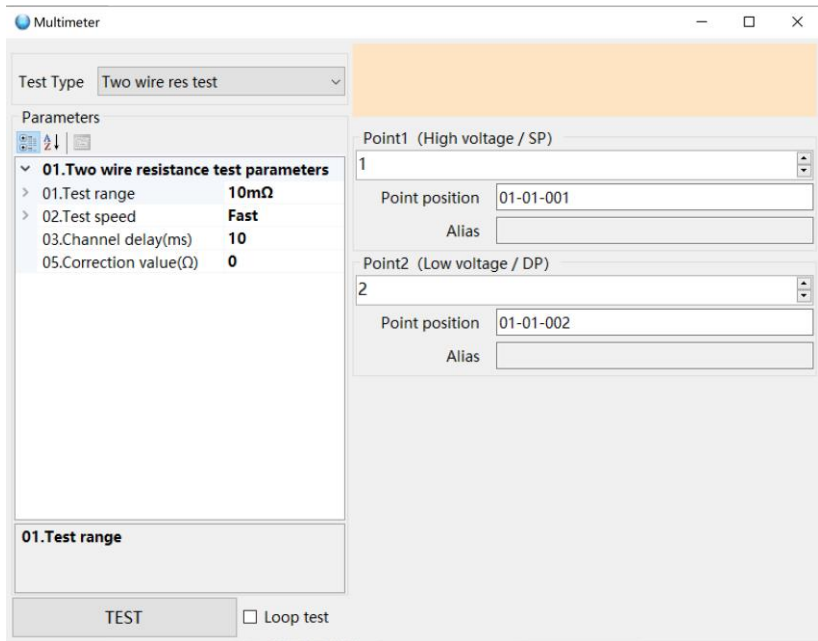 Multimeter
Test Type Two wire res test
Parameters
01.Two wire resistance test parameters
01.Test range 10mΩ
02.Test speed Fast
03.Channel delay(ms) 10
05.Correction value(Ω) 0
01.Test range
TEST Loop test
Point1 (High voltage / SP)
1
Point position 01-01-001
Alias
Point2 (Low voltage / DP)
2
Point position 01-01-002
Alias